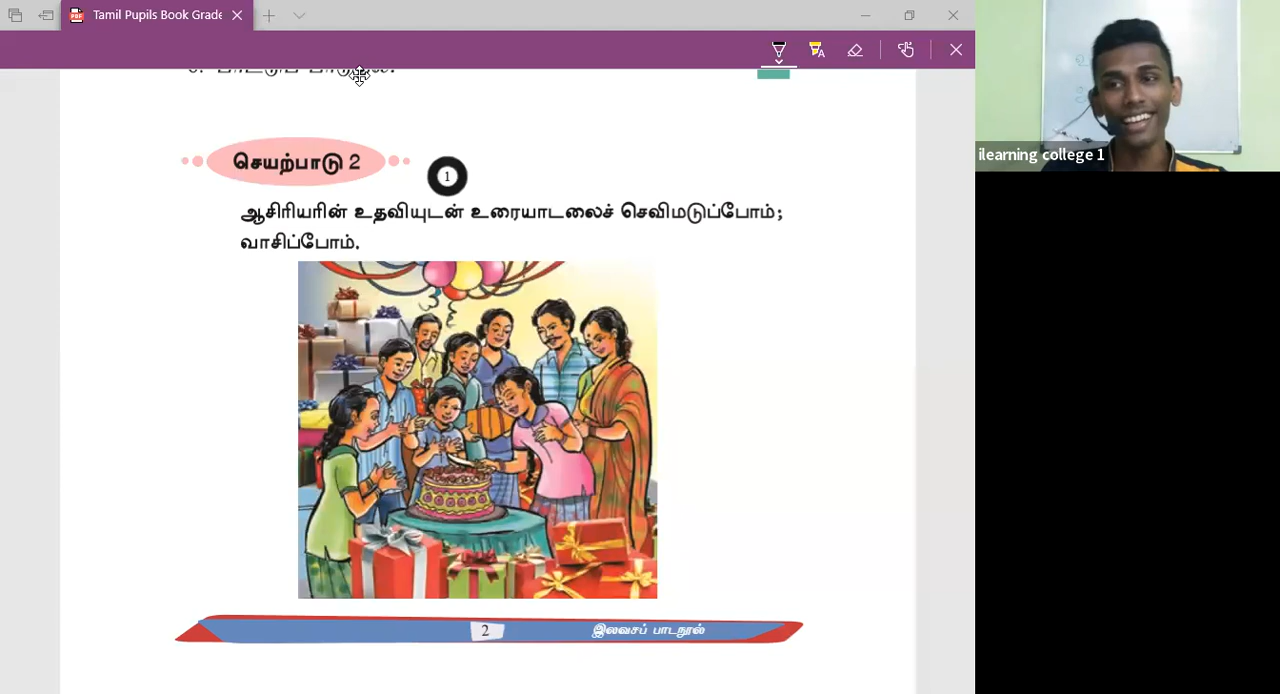 Tamil Pupils Book Grade
செயற்பாடு 2
1
ஆசிரியரின் உதவியுடன் உரையாடலைச் செவிமடுப்போம்;
வாசிப்போம்.
2
இலவசப் பாடநூல்
ilearning college 1